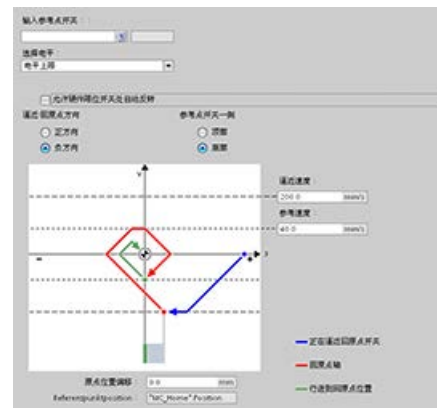 输入参考点开关：
选择电平：
电平上部
允许硬件限位开关处自动反转
逼近/回原点方向
参考点开关一侧
正方向
顶部
负方向
底部
v
逼近速度：
200.0 mm/s
参考速度：
40.0 mm/s
x
正在逼近回原点开关
回原点轴
行进到回原点位置
原点位置偏移： 0.0 mm
Referenzpunktposition: "MC_Home".Position